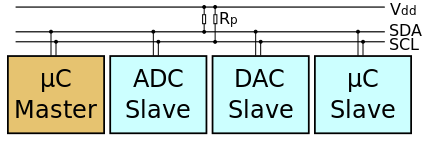 Vdd
Rp
SDA
SCL
μC
Master
ADC
Slave
DAC
Slave
μC
Slave